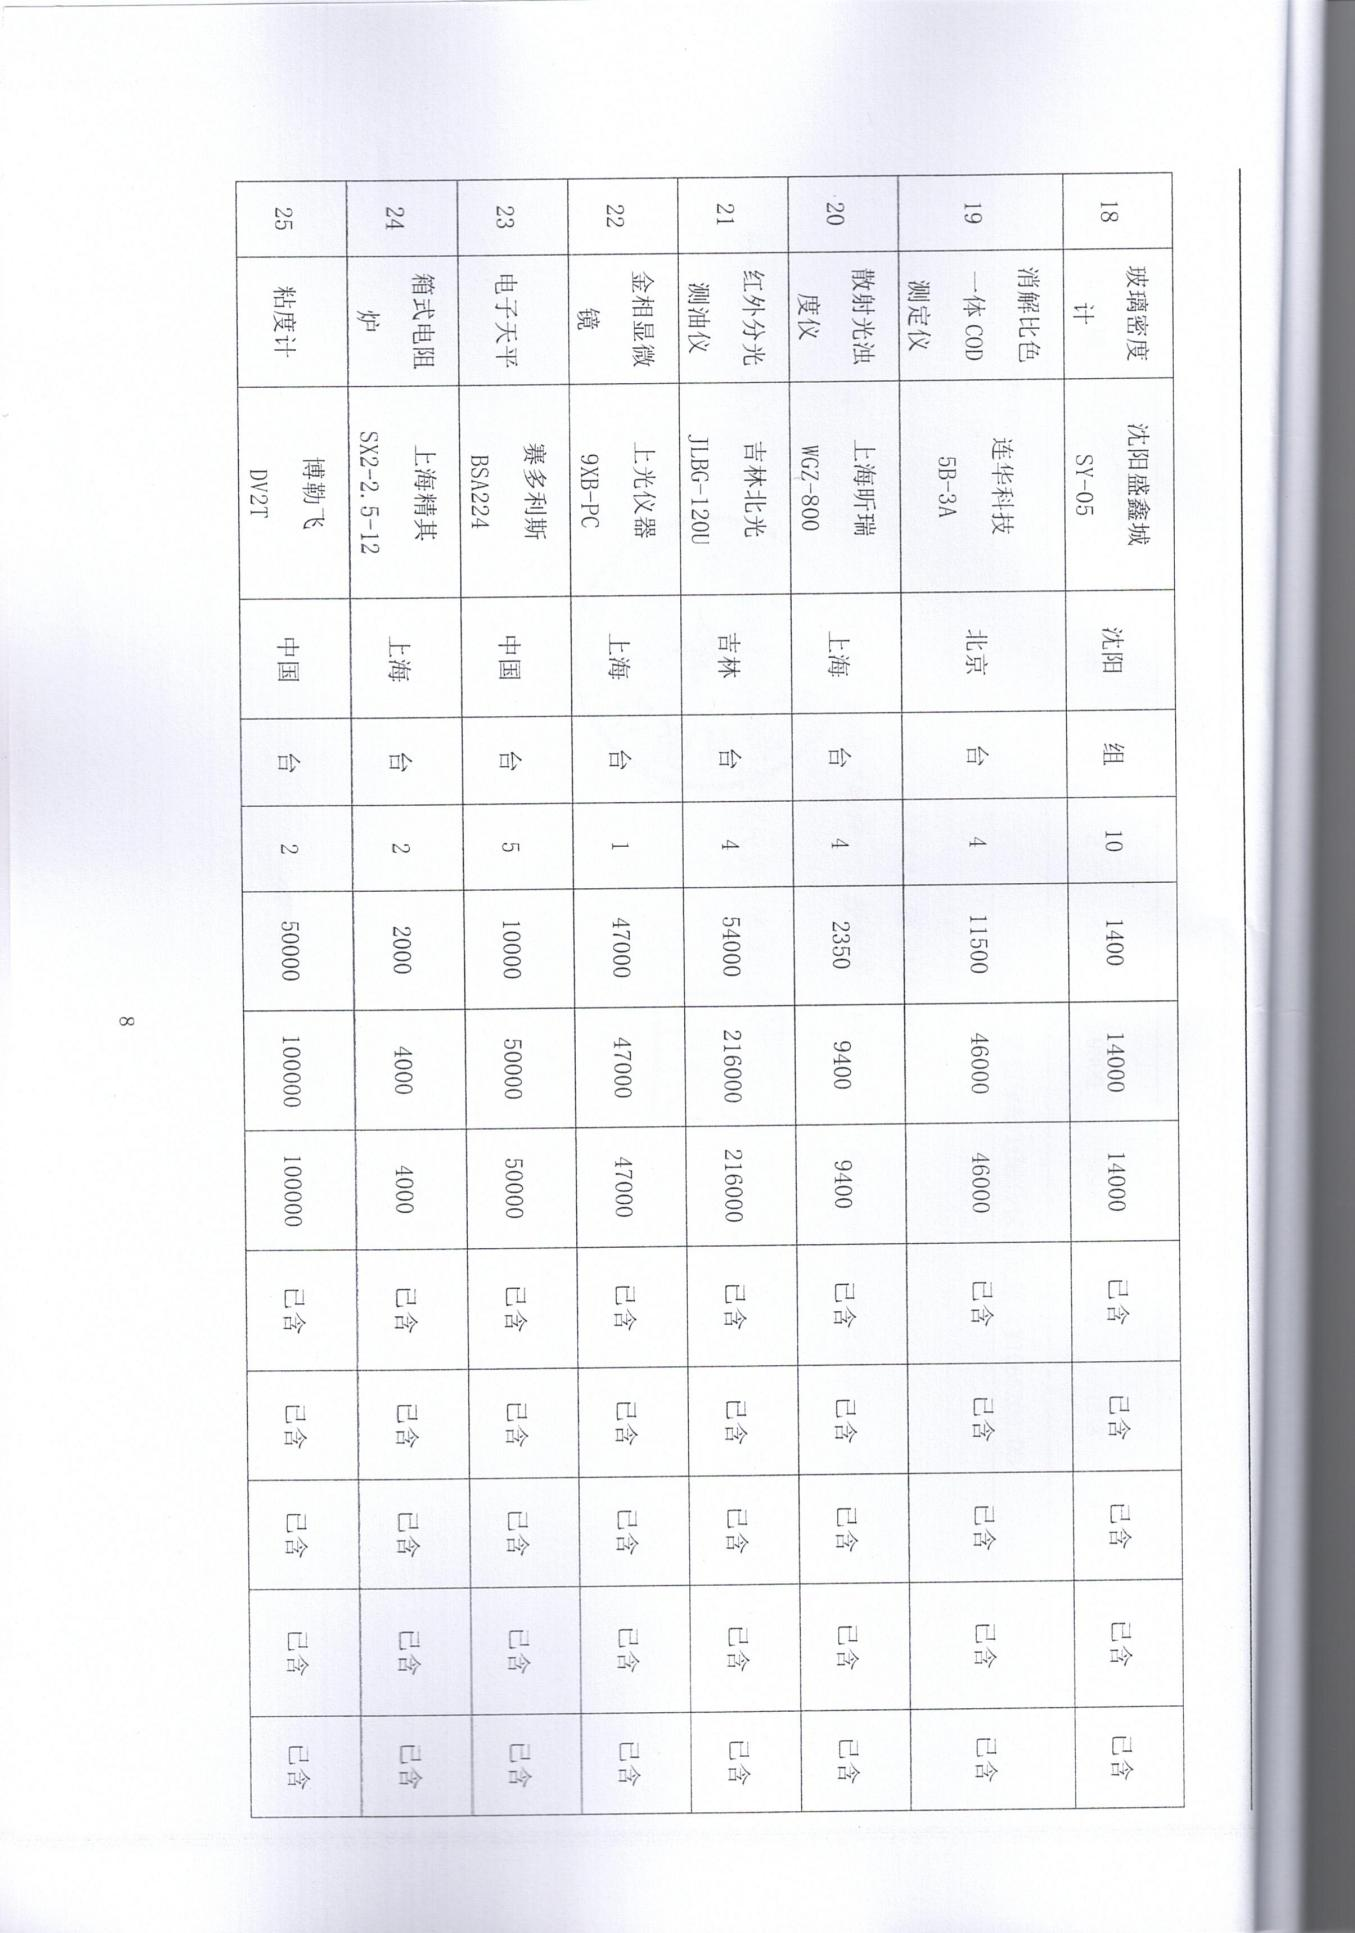 18 玻璃密度计 沈阳盛鑫城 SY-05 沈阳 组 10 1400 14000 14000 已含 已含 已含 已含 已含
19 消解比色一体 COD 测定仪 连华科技 5B-3A 北京 台 4 11500 46000 46000 已含 已含 已含 已含 已含
20 散射光浊度仪 上海昕瑞 WGZ-800 上海 台 4 2350 9400 9400 已含 已含 已含 已含 已含
21 红外分光测油仪 吉林北光 JLBG-120U 吉林 台 4 54000 216000 216000 已含 已含 已含 已含 已含
22 金相显微镜 上光仪器 9XB-PC 上海 台 1 47000 47000 47000 已含 已含 已含 已含 已含
23 电子天平 赛多利斯 BSA224 中国 台 5 10000 50000 50000 已含 已含 已含 已含 已含
24 箱式电阻炉 上海精其 SX2-2.5-12 上海 台 2 2000 4000 4000 已含 已含 已含 已含 已含
25 粘度计 博勒飞 DV2T 中国 台 2 50000 100000 100000 已含 已含 已含 已含 已含
8